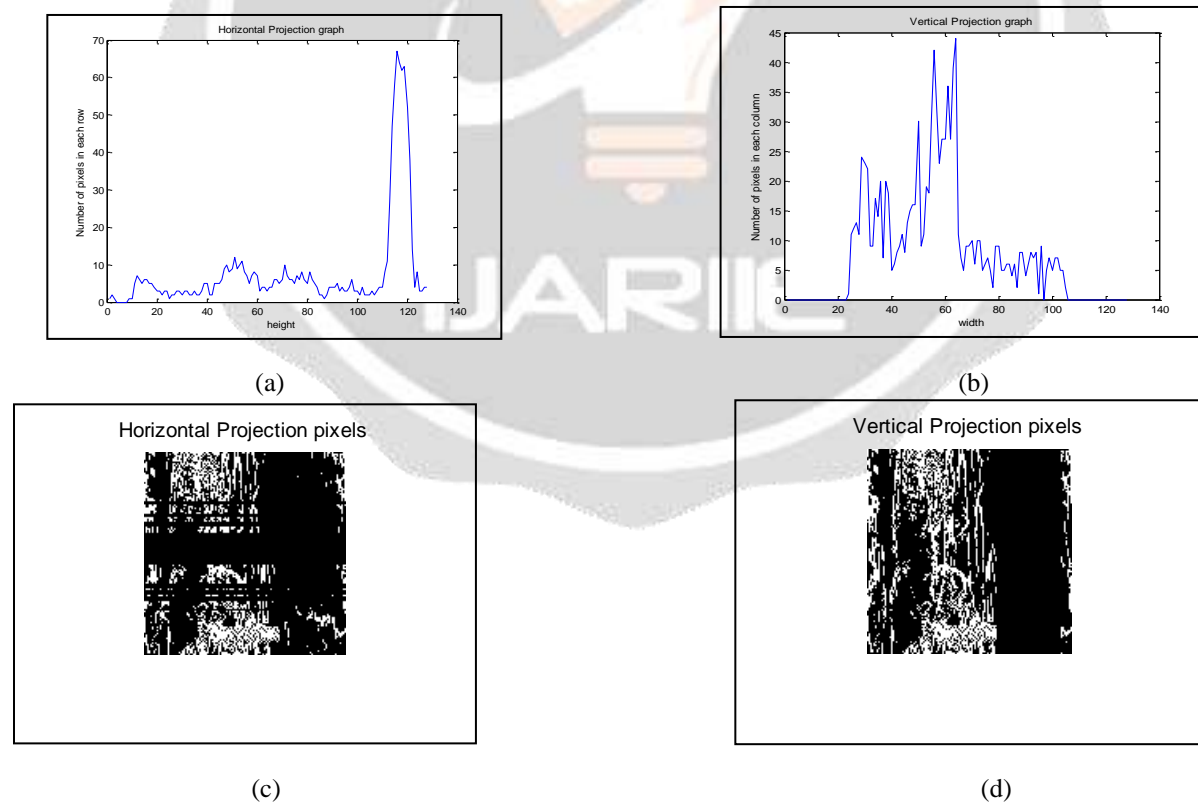 Horizontal Projection graph
70
60
50
40
30
20
10
0
0 20 40 60 80 100 120 140
Number of pixels in each row
height
(a)
Vertical Projection graph
45
40
35
30
25
20
15
10
5
0
0 20 40 60 80 100 120 140
Number of pixels in each column
width
(b)
IJARIIE
Horizontal Projection pixels
(c)
Vertical Projection pixels
(d)